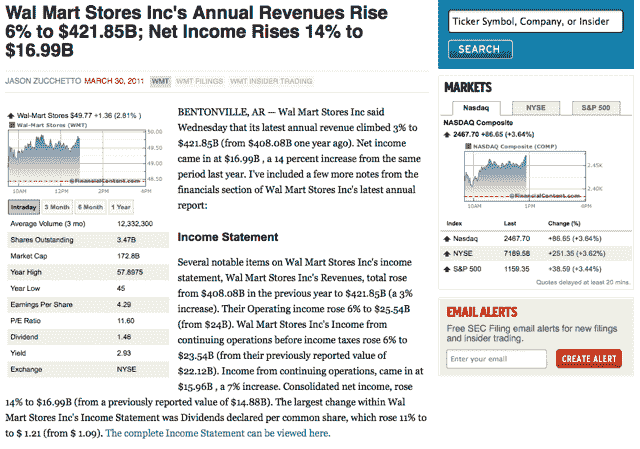 Wal Mart Stores Inc's Annual Revenues Rise
6% to $421.85B; Net Income Rises 14% to
$16.99B
JASON ZUCCHETTO MARCH 30, 2011 WMT WMT FILINGS WMT INSIDER TRADING
Wal-Mart Stores $49.77 +1.36 (2.81% )
Wal-Mart Stores (WMT)
50.00
49.50
49.00
48.50
10AM 12PM 2PM 6PM
©FinancialContent.com
Intraday 3 Month 6 Month 1 Year
Average Volume (3 mo) 12,332,300
Shares Outstanding 3.47B
Market Cap 172.8B
Year High 57.8975
Year Low 45
Earnings Per Share 4.29
P/E Ratio 11.60
Dividend 1.46
Yield 2.93
Exchange NYSE
BENTONVILLE, AR — Wal Mart Stores Inc said
Wednesday that its latest annual revenue climbed 3% to
$421.85B (from $408.08B one year ago). Net income
came in at $16.99B , a 14 percent increase from the same
period last year. I've included a few more notes from the
financials section of Wal Mart Stores Inc's latest annual
report:
Income Statement
Several notable items on Wal Mart Stores Inc's income
statement, Wal Mart Stores Inc's Revenues, total rose
from $408.08B in the previous year to $421.85B (a 3%
increase). Their Operating income rose 6% to $25.54B
(from $24B). Wal Mart Stores Inc's Income from
continuing operations before income taxes rose 6% to
$23.54B (from their previously reported value of
$22.12B). Income from continuing operations, came in at
$15.96B , a 7% increase. Consolidated net income, rose
14% to $16.99B (from a previously reported value of $14.88B). The largest change within Wal
Mart Stores Inc's Income Statement was Dividends declared per common share, which rose 11% to
to $ 1.21 (from $ 1.09). The complete Income Statement can be viewed here.
Ticker Symbol, Company, or Insider
SEARCH
MARKETS
Nasdaq NYSE S&P 500
NASDAQ Composite
2467.70 +86.65 (+3.64%)
NASDAQ Composite (COMP)
2.45K
2.40K
10AM 12PM 2PM 6PM
©FinancialContent.com
Index Last Change (%)
Nasdaq 2467.70 +86.65 (+3.64%)
NYSE 7189.58 +251.35 (+3.62%)
S&P 500 1159.35 +38.59 (+3.44%)
Quotes delayed at least 20 mins.
EMAIL ALERTS
Free SEC Filing email alerts for new filings
and insider trading.
Enter your email CREATE ALERT